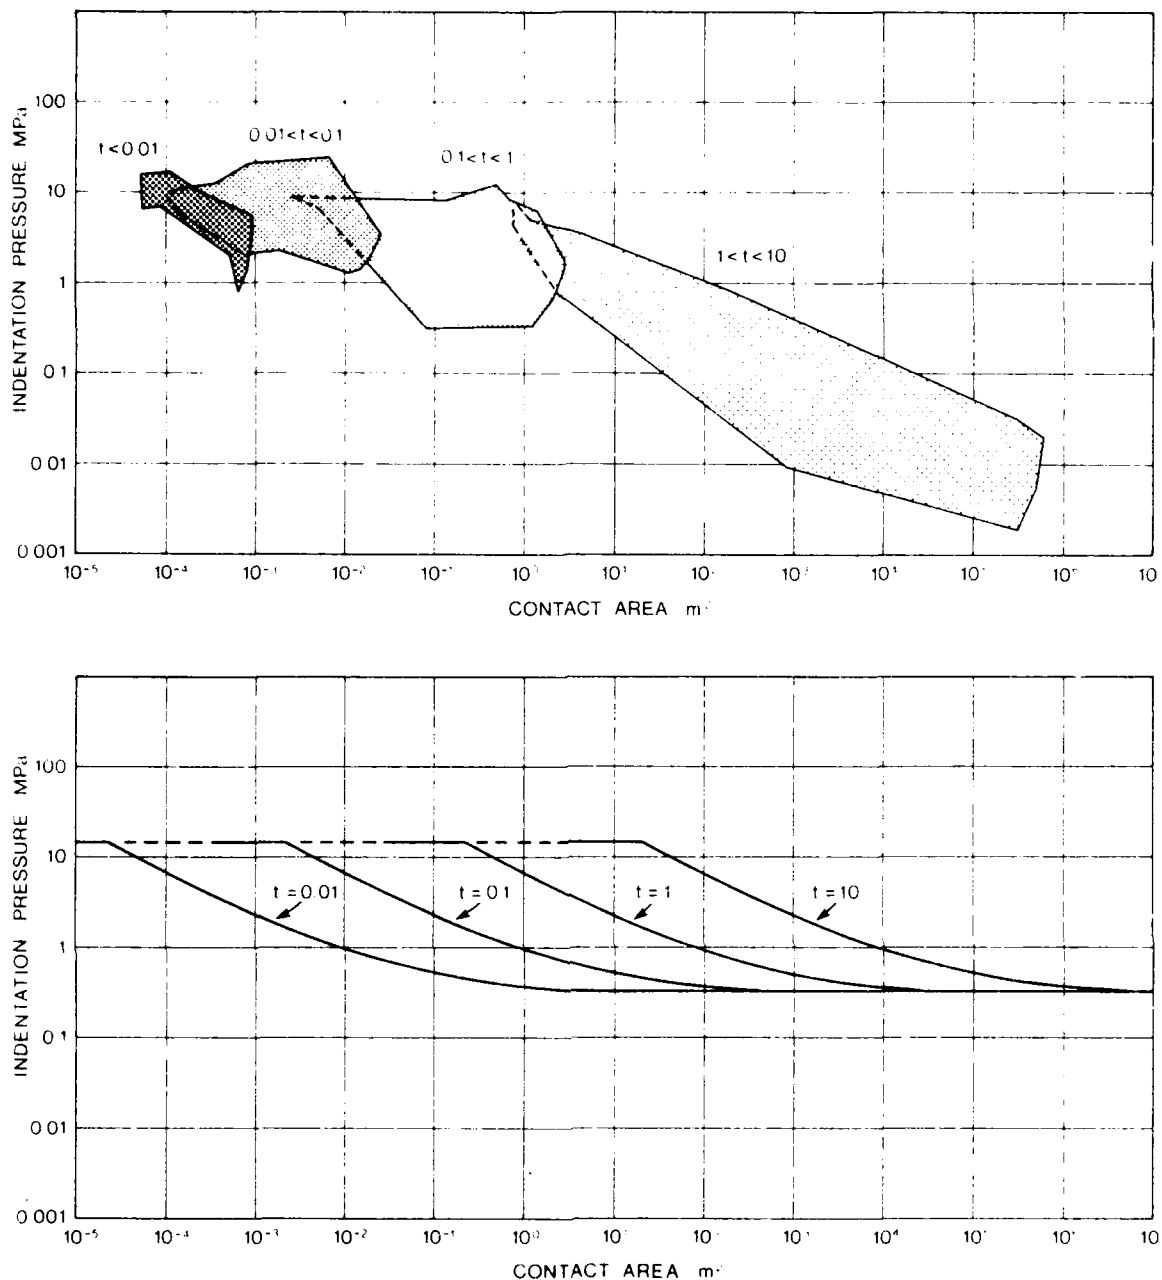 INDENTATION PRESSURE MPa
100
10
1
0.1
0.01
0.001
t < 0.01
0.01 < t < 0.1
0.1 < t < 1
1 < t < 10
10⁻⁵ 10⁻⁴ 10⁻³ 10⁻² 10⁻¹ 10⁰ 10¹
CONTACT AREA m²
INDENTATION PRESSURE MPa
100
10
1
0.1
0.01
0.001
t = 0.01
t = 0.1
t = 1
t = 10
10⁻⁵ 10⁻⁴ 10⁻³ 10⁻² 10⁻¹ 10⁰ 10¹
CONTACT AREA m²